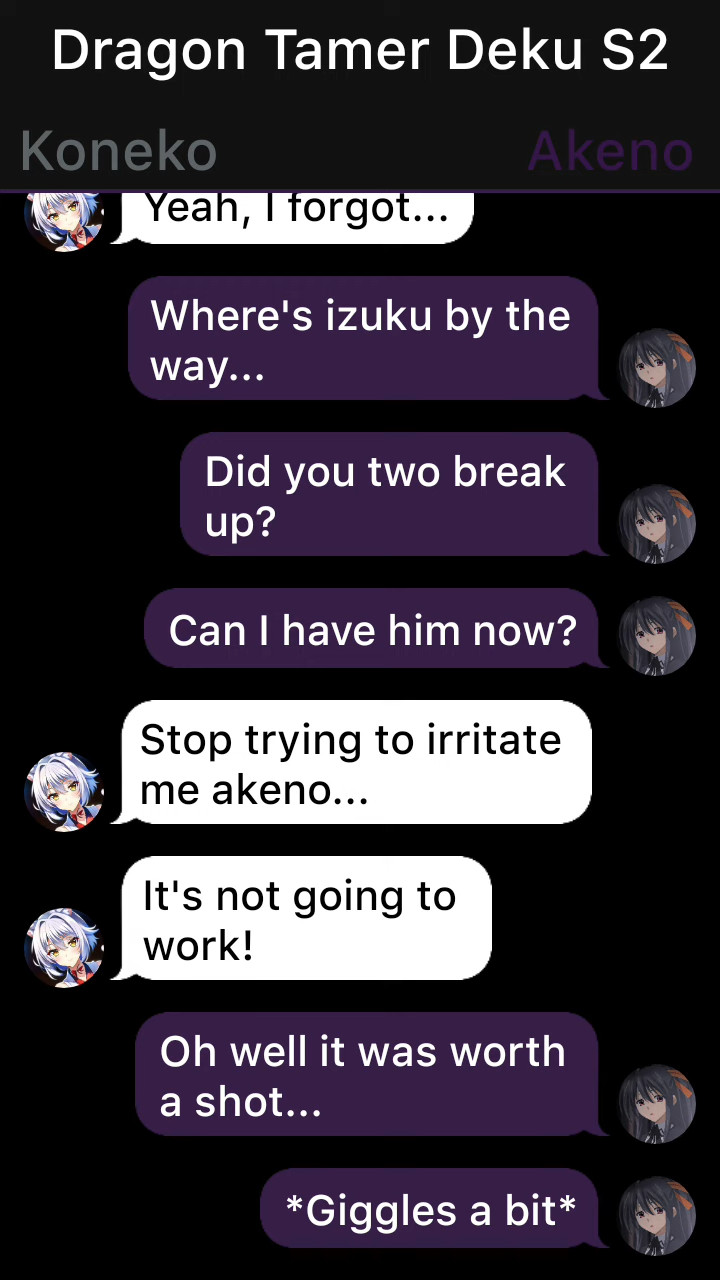 Dragon Tamer Deku S2
Koneko
Akeno
Yeah, I forgot...
Where's izuku by the
way...
Did you two break
up?
Can I have him now?
Stop trying to irritate
me akeno...
It's not going to
work!
Oh well it was worth
a shot...
*Giggles a bit*